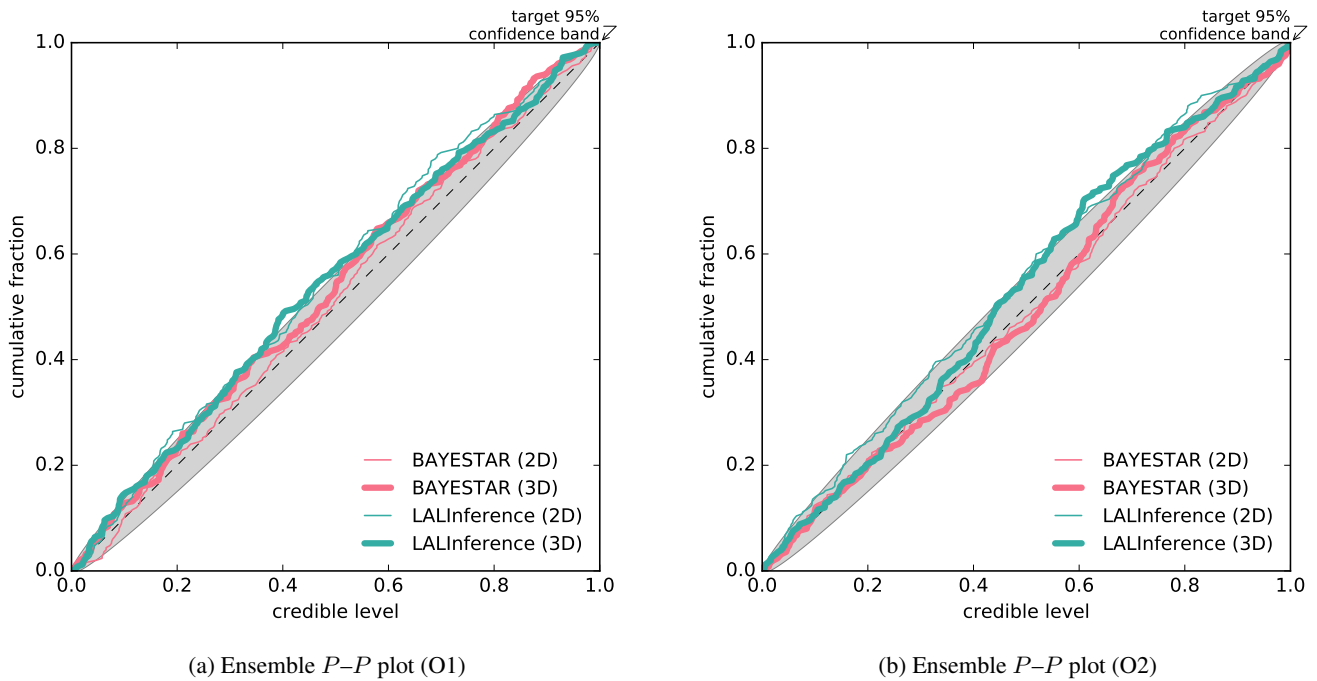 target 95%
confidence band
1.0
0.8
0.6
0.4
0.2
0.0
cumulative fraction
BAYESTAR (2D)
BAYESTAR (3D)
LALInference (2D)
LALInference (3D)
0.0 0.2 0.4 0.6 0.8 1.0
credible level
(a) Ensemble P–P plot (O1)
target 95%
confidence band
1.0
0.8
0.6
0.4
0.2
0.0
cumulative fraction
BAYESTAR (2D)
BAYESTAR (3D)
LALInference (2D)
LALInference (3D)
0.0 0.2 0.4 0.6 0.8 1.0
credible level
(b) Ensemble P–P plot (O2)